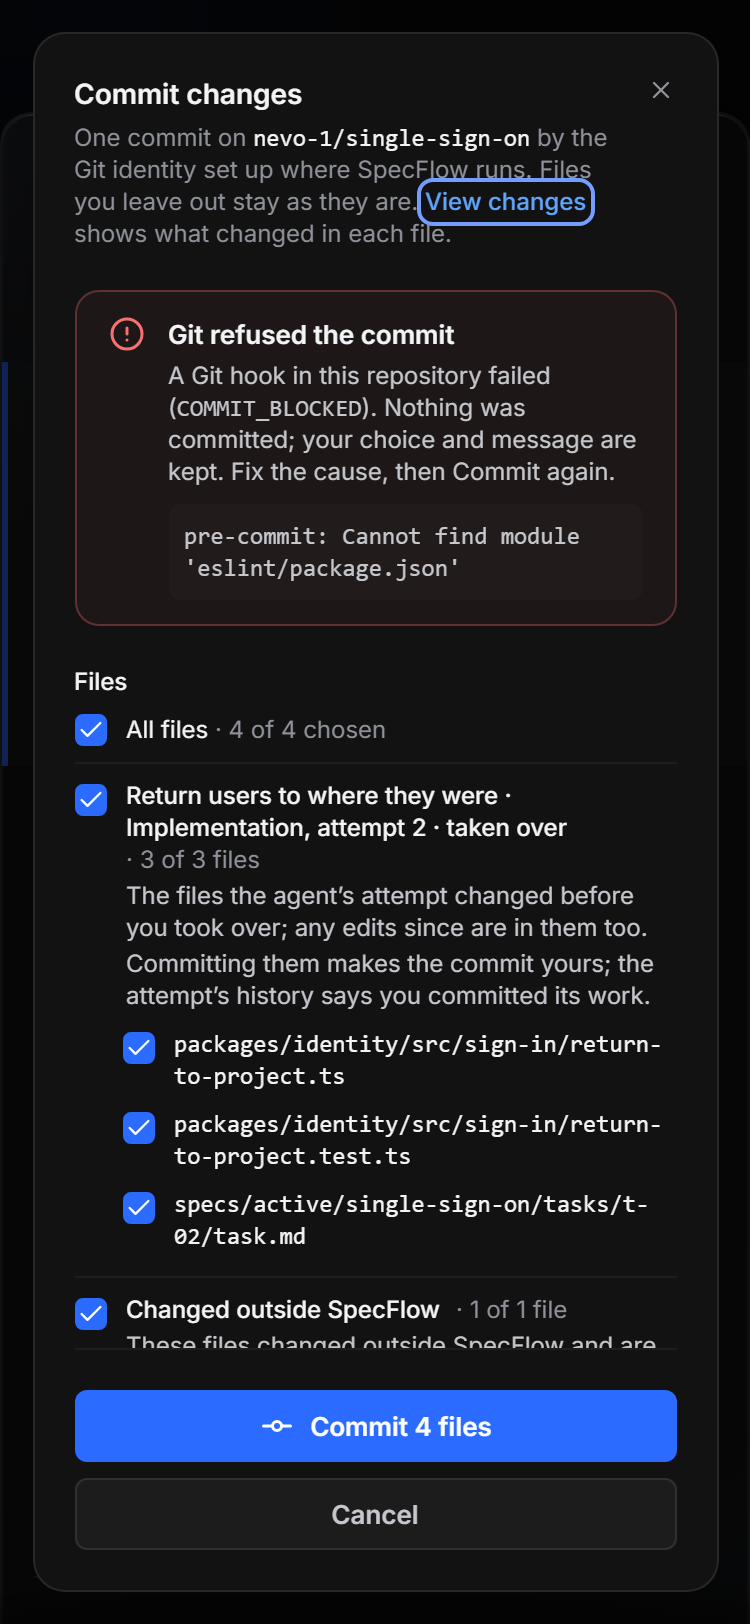 Commit changes
One commit on nevo-1/single-sign-on by the
Git identity set up where SpecFlow runs. Files
you leave out stay as they are. View changes
shows what changed in each file.
Git refused the commit
A Git hook in this repository failed
(COMMIT_BLOCKED). Nothing was
committed; your choice and message are
kept. Fix the cause, then Commit again.
pre-commit: Cannot find module
'eslint/package.json'
Files
All files · 4 of 4 chosen
Return users to where they were ·
Implementation, attempt 2 · taken over
· 3 of 3 files
The files the agent’s attempt changed before
you took over; any edits since are in them too.
Committing them makes the commit yours; the
attempt’s history says you committed its work.
packages/identity/src/sign-in/return-
to-project.ts
packages/identity/src/sign-in/return-
to-project.test.ts
specs/active/single-sign-on/tasks/t-
02/task.md
Changed outside SpecFlow · 1 of 1 file
These files changed outside SpecFlow and are
Commit 4 files
Cancel